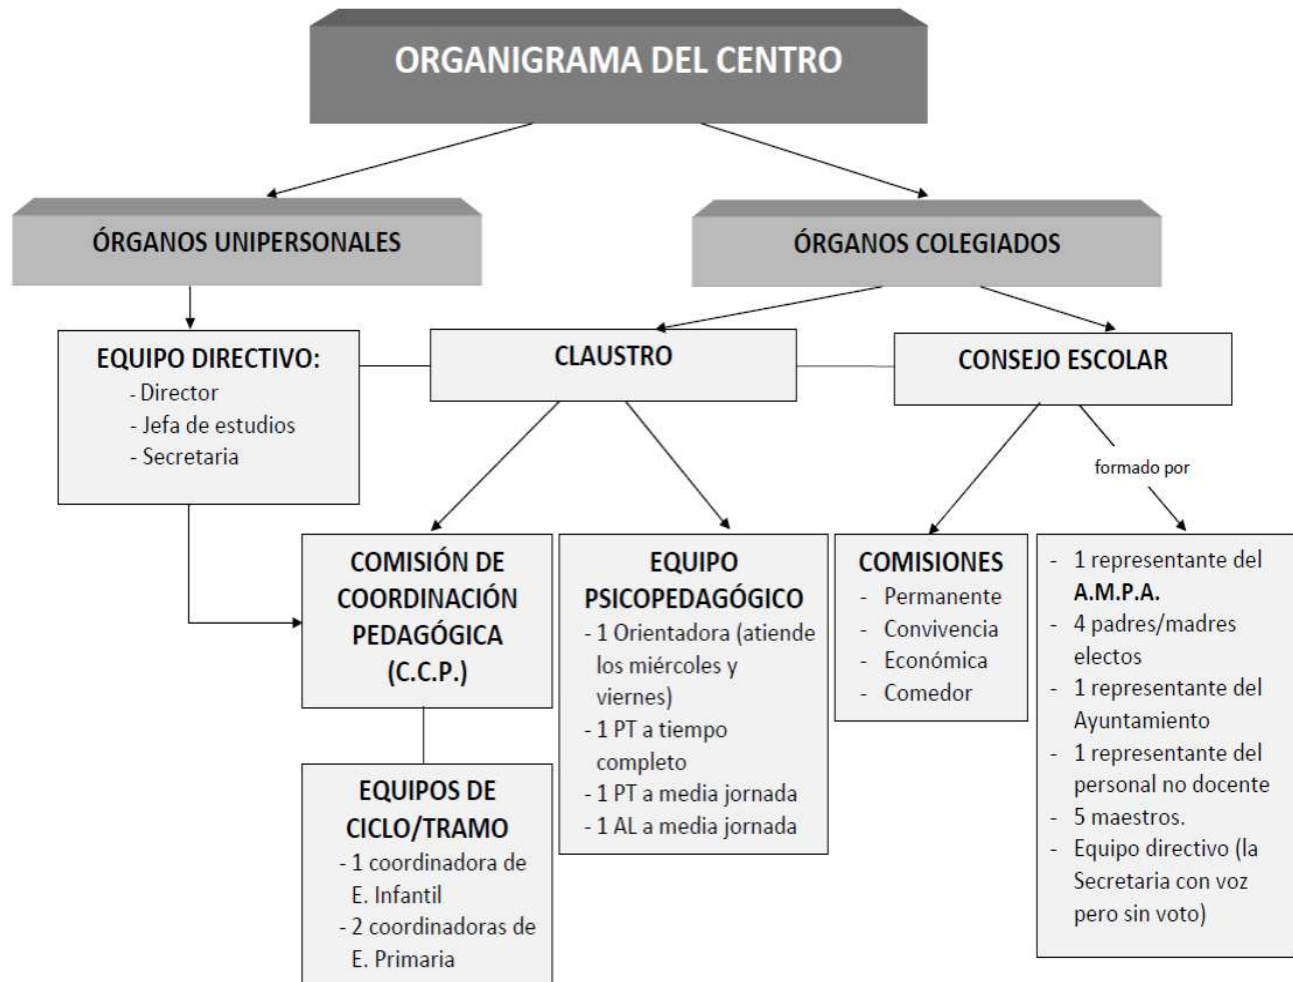 ORGANIGRAMA DEL CENTRO
ÓRGANOS UNIPERSONALES
ÓRGANOS COLEGIADOS
EQUIPO DIRECTIVO:
- Director
- Jefa de estudios
- Secretaria
CLAUSTRO
CONSEJO ESCOLAR
formado por
COMISIÓN DE
COORDINACIÓN
PEDAGÓGICA
(C.C.P.)
EQUIPO
PSICOPEDAGÓGICO
- 1 Orientadora (atiende
los miércoles y
viernes)
- 1 PT a tiempo
completo
- 1 PT a media jornada
- 1 AL a media jornada
COMISIONES
- Permanente
- Convivencia
- Económica
- Comedor
- 1 representante del
A.M.P.A.
- 4 padres/madres
electos
- 1 representante del
Ayuntamiento
- 1 representante del
personal no docente
- 5 maestros.
- Equipo directivo (la
Secretaria con voz
pero sin voto)
EQUIPOS DE
CICLO/TRAMO
- 1 coordinadora de
E. Infantil
- 2 coordinadoras de
E. Primaria